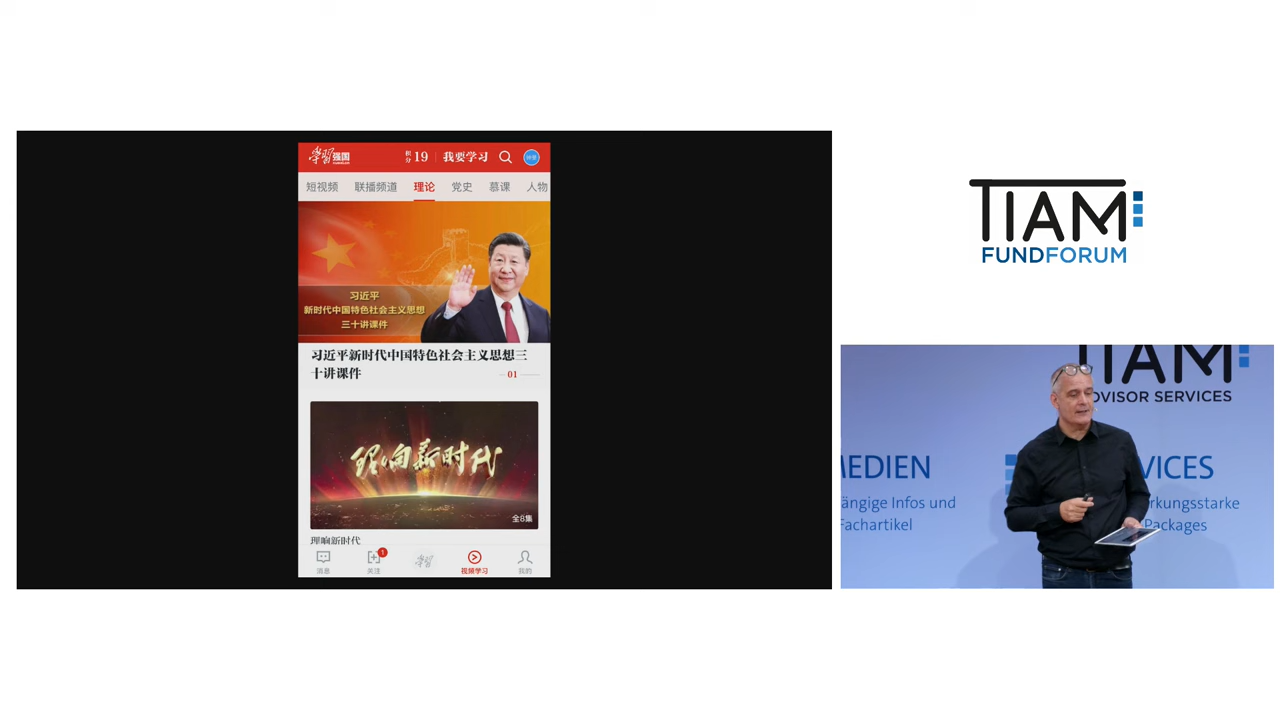 学习强国
积分 19
我要学习
短视频 联播频道 理论 党史 慕课 人物
习近平
新时代中国特色社会主义思想
三十讲课件
习近平新时代中国特色社会主义思想三
十讲课件
01
理响新时代
全8集
理响新时代
1
消息 关注 学习 视频学习 我的
TIAM
FUNDFORUM
TIAM
DVISOR SERVICES
MEDIEN
VICES
ängige Infos und
Fachartikel
rkungsstarke
Packages